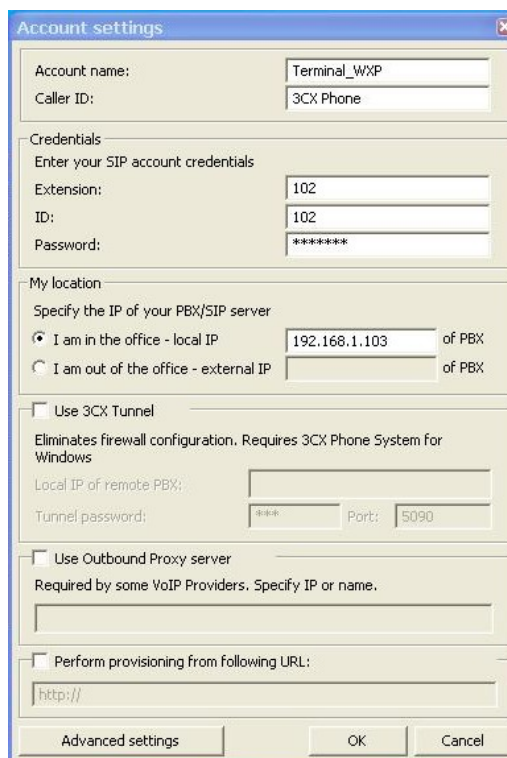 Account settings
Account name: Terminal_WXP
Caller ID: 3CX Phone
Credentials
Enter your SIP account credentials
Extension: 102
ID: 102
Password: *******
My location
Specify the IP of your PBX/SIP server
I am in the office - local IP 192.168.1.103 of PBX
I am out of the office - external IP of PBX
Use 3CX Tunnel
Eliminates firewall configuration. Requires 3CX Phone System for
Windows
Local IP of remote PBX:
Tunnel password: *** Port: 5090
Use Outbound Proxy server
Required by some VoIP Providers. Specify IP or name.
Perform provisioning from following URL:
http://
Advanced settings OK Cancel